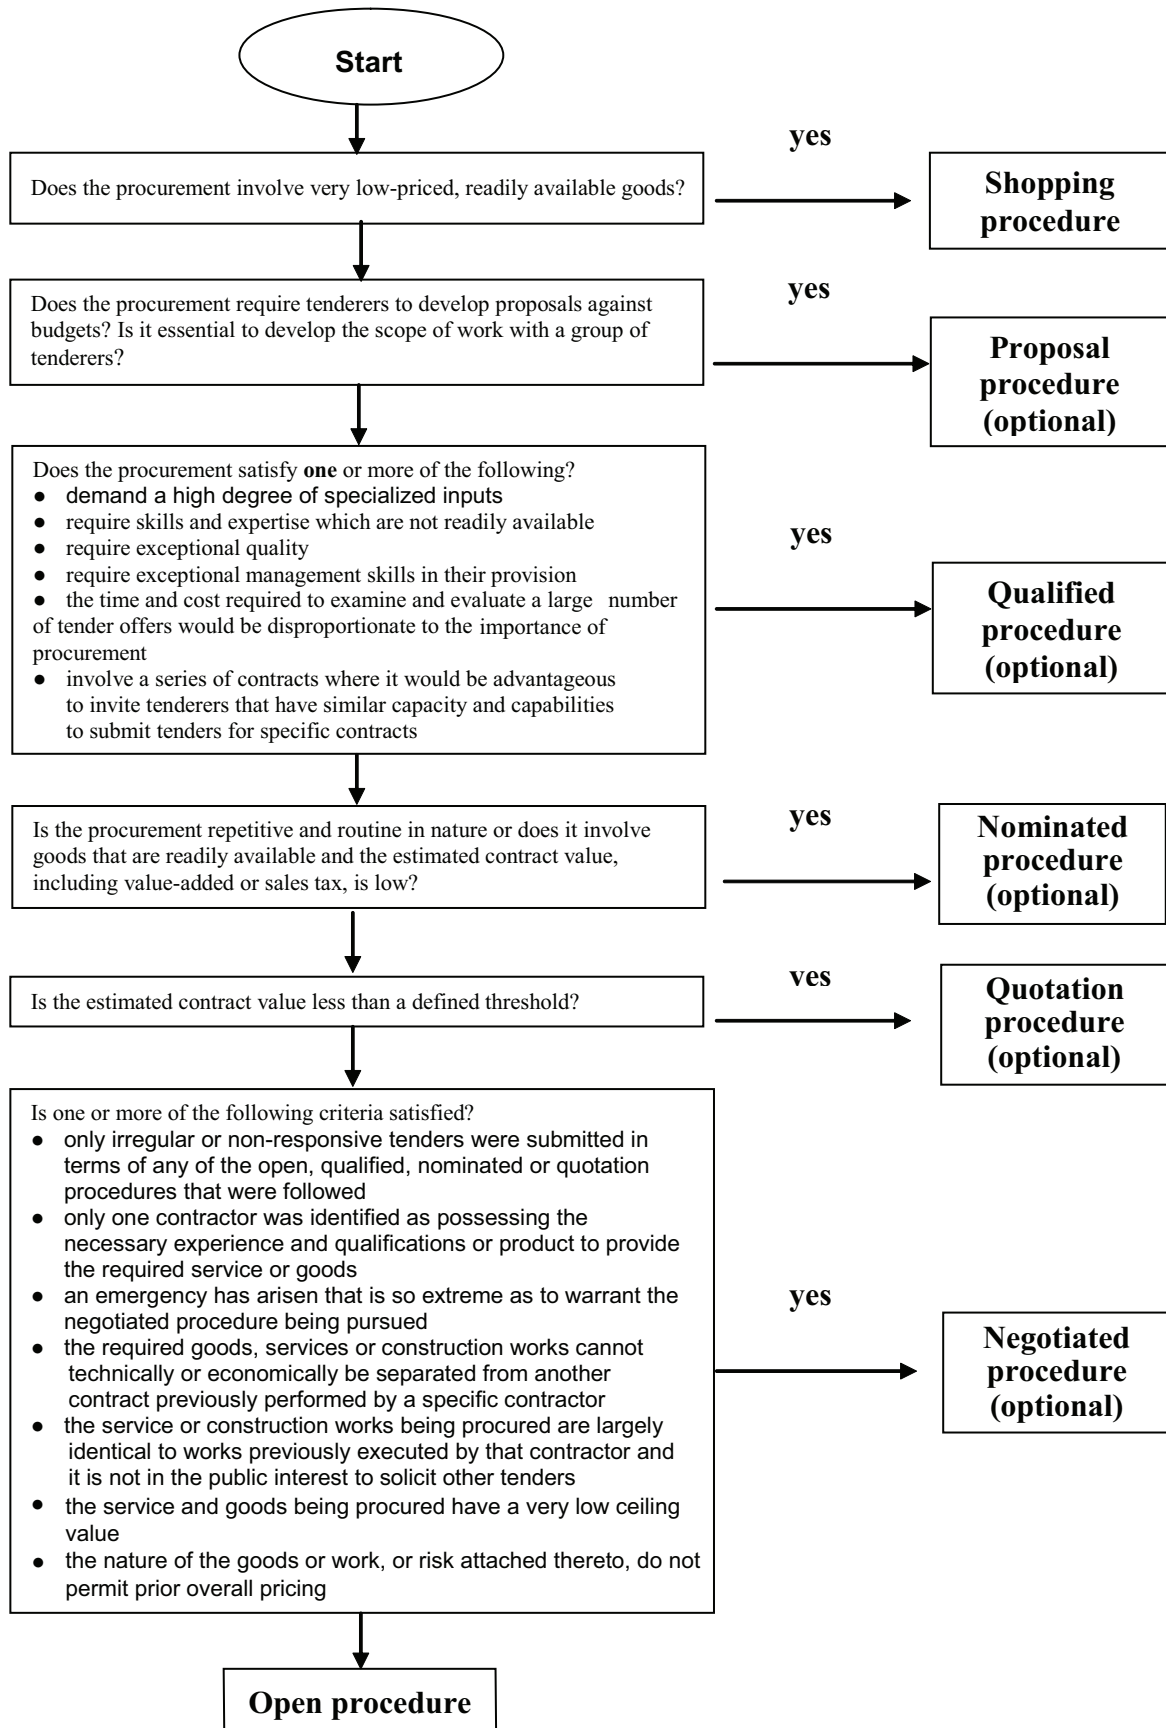 Start
yes
Does the procurement involve very low-priced, readily available goods?
Shopping
procedure
yes
Does the procurement require tenderers to develop proposals against
budgets? Is it essential to develop the scope of work with a group of
tenderers?
Proposal
procedure
(optional)
Does the procurement satisfy one or more of the following?
● demand a high degree of specialized inputs
● require skills and expertise which are not readily available
● require exceptional quality
● require exceptional management skills in their provision
● the time and cost required to examine and evaluate a large number
of tender offers would be disproportionate to the importance of
procurement
● involve a series of contracts where it would be advantageous
to invite tenderers that have similar capacity and capabilities
to submit tenders for specific contracts
yes
Qualified
procedure
(optional)
Is the procurement repetitive and routine in nature or does it involve
goods that are readily available and the estimated contract value,
including value-added or sales tax, is low?
yes
Nominated
procedure
(optional)
Is the estimated contract value less than a defined threshold?
ves
Quotation
procedure
(optional)
Is one or more of the following criteria satisfied?
● only irregular or non-responsive tenders were submitted in
terms of any of the open, qualified, nominated or quotation
procedures that were followed
● only one contractor was identified as possessing the
necessary experience and qualifications or product to provide
the required service or goods
● an emergency has arisen that is so extreme as to warrant the
negotiated procedure being pursued
● the required goods, services or construction works cannot
technically or economically be separated from another
contract previously performed by a specific contractor
● the service or construction works being procured are largely
identical to works previously executed by that contractor and
it is not in the public interest to solicit other tenders
● the service and goods being procured have a very low ceiling
value
● the nature of the goods or work, or risk attached thereto, do not
permit prior overall pricing
yes
Negotiated
procedure
(optional)
Open procedure